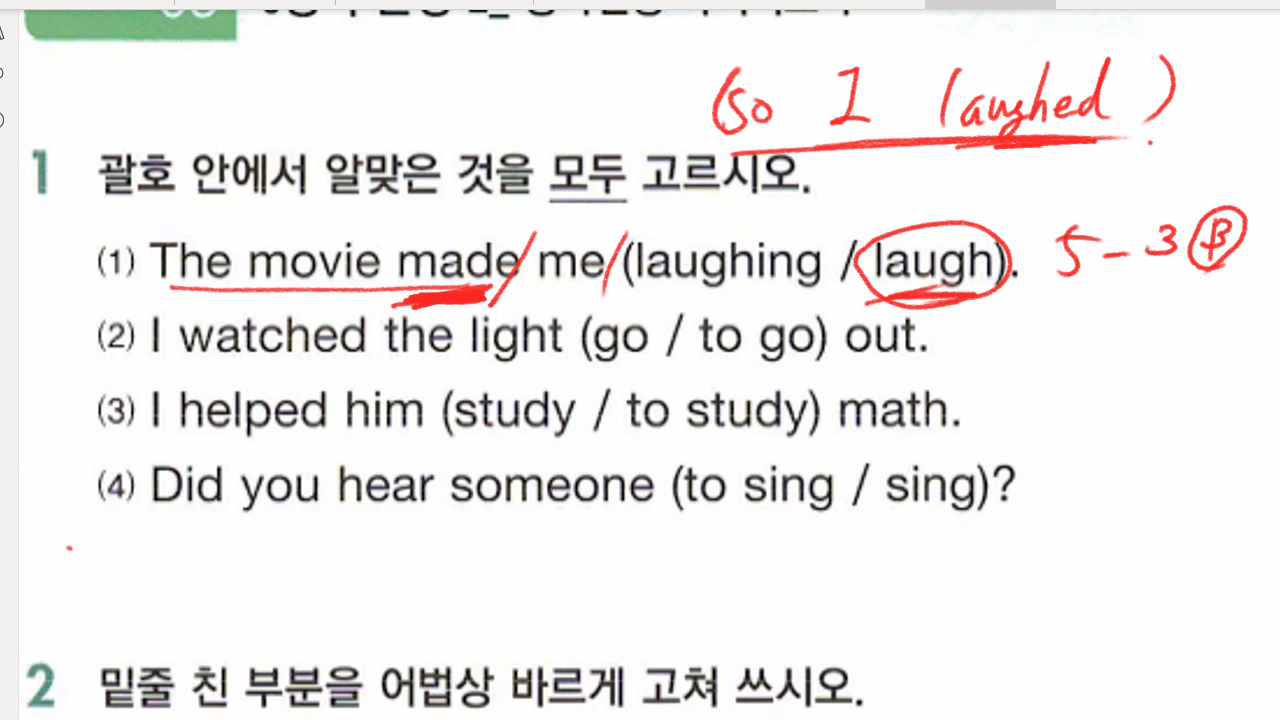 (so I laughed)
1 괄호 안에서 알맞은 것을 모두 고르시오.
(1) The movie made / me / (laughing / laugh). 5-3
(2) I watched the light (go / to go) out.
(3) I helped him (study / to study) math.
(4) Did you hear someone (to sing / sing)?
2 밑줄 친 부분을 어법상 바르게 고쳐 쓰시오.